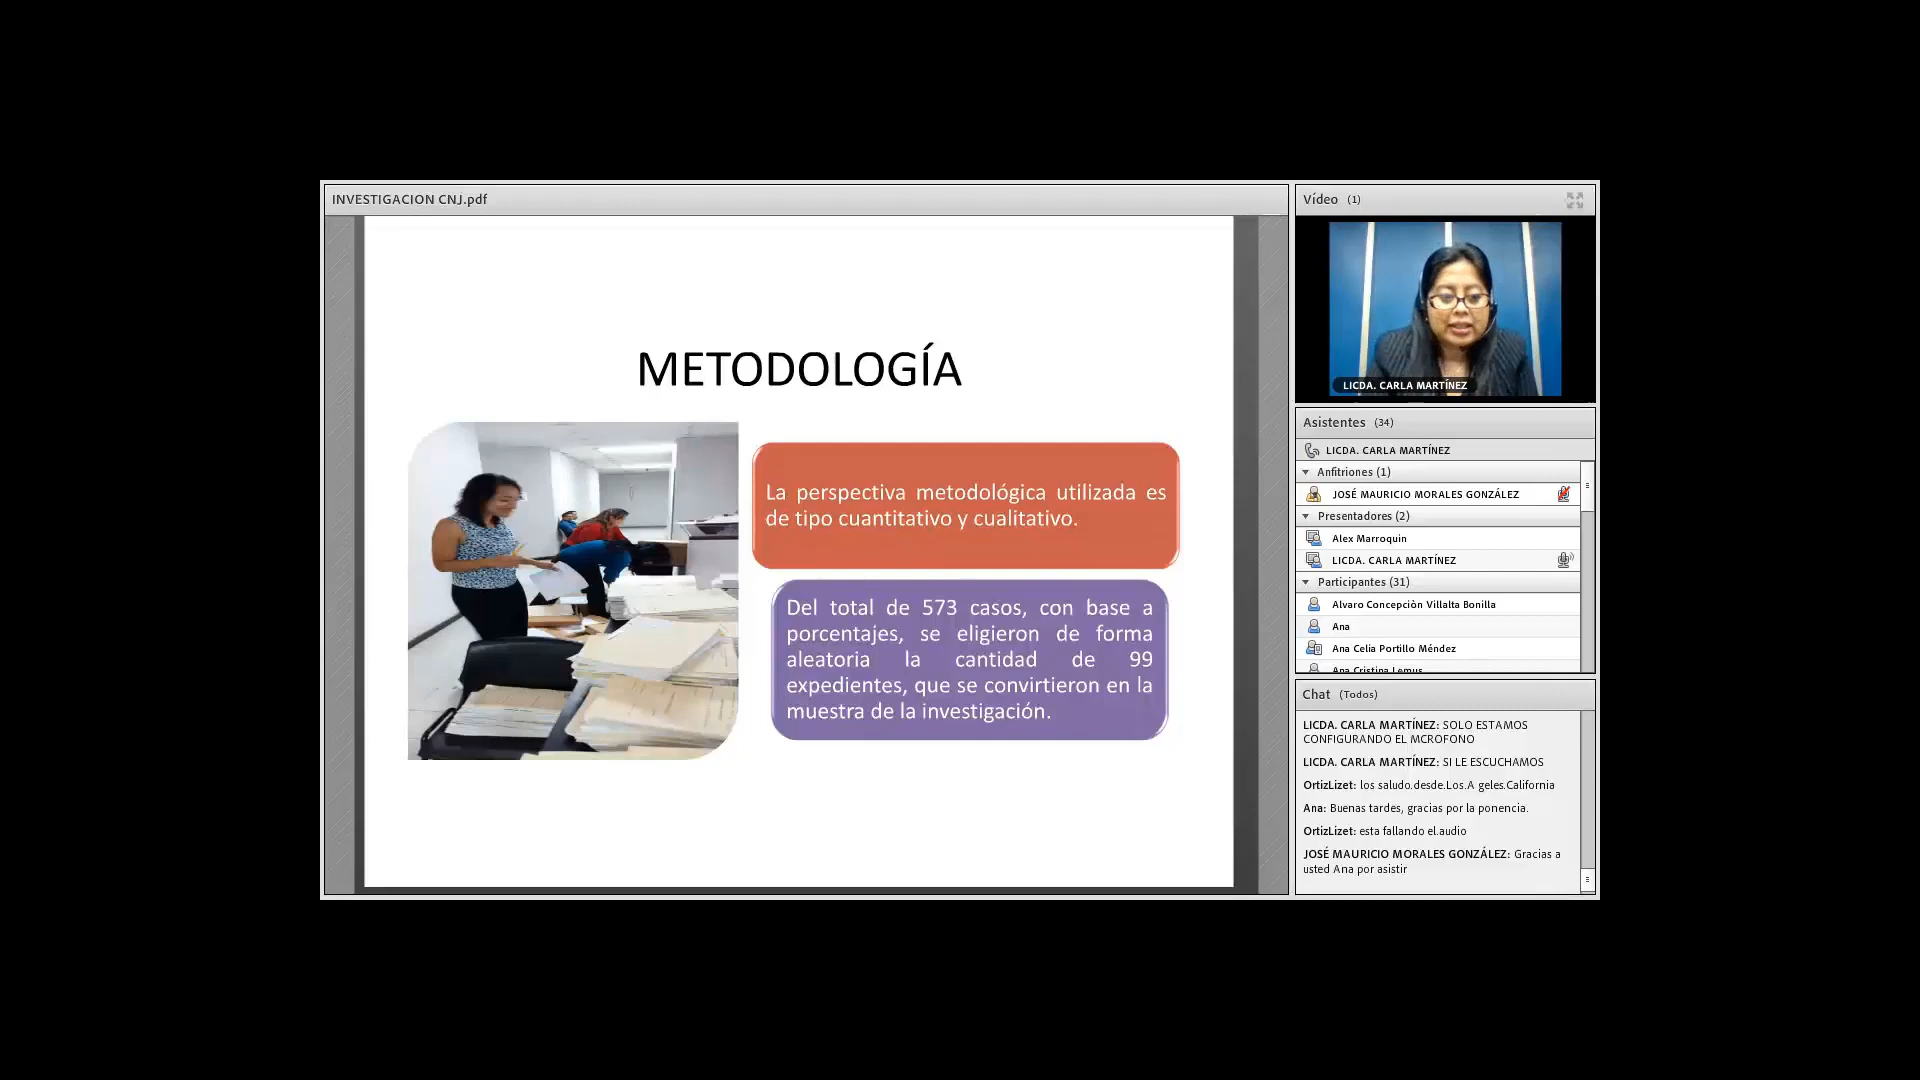 INVESTIGACION CNJ.pdf
METODOLOGÍA
La perspectiva metodológica utilizada es
de tipo cuantitativo y cualitativo.
Del total de 573 casos, con base a
porcentajes, se eligieron de forma
aleatoria la cantidad de 99
expedientes, que se convirtieron en la
muestra de la investigación.
Vídeo (1)
LICDA. CARLA MARTÍNEZ
Asistentes (34)
LICDA. CARLA MARTÍNEZ
Anfitriones (1)
JOSÉ MAURICIO MORALES GONZÁLEZ
Presentadores (2)
Alex Marroquin
LICDA. CARLA MARTÍNEZ
Participantes (31)
Alvaro Concepciòn Villalta Bonilla
Ana
Ana Celia Portillo Méndez
Ana Cristina Lemus
Chat (Todos)
LICDA. CARLA MARTÍNEZ: SOLO ESTAMOS
CONFIGURANDO EL MCROFONO
LICDA. CARLA MARTÍNEZ: SI LE ESCUCHAMOS
OrtizLizet: los saludo.desde.Los.A geles.California
Ana: Buenas tardes, gracias por la ponencia.
OrtizLizet: esta fallando el.audio
JOSÉ MAURICIO MORALES GONZÁLEZ: Gracias a
usted Ana por asistir